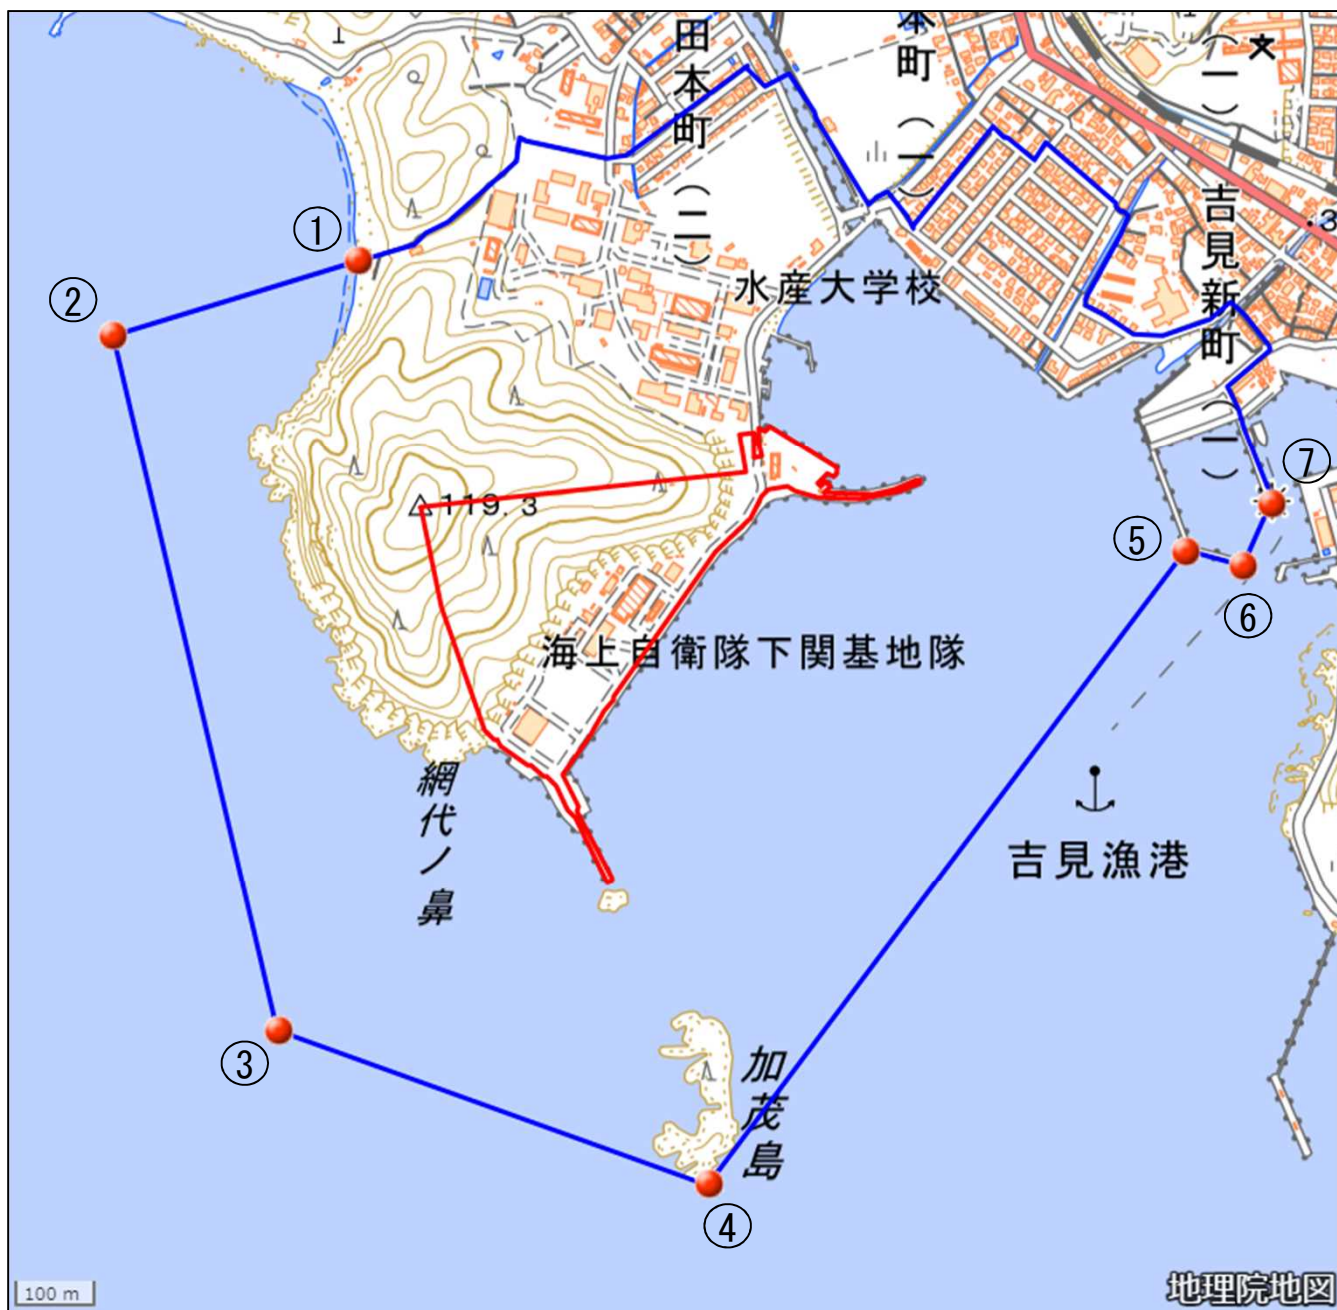 田本町(二)
本町(一)
(一)
.3
吉見新町(一)
①
②
水産大学校
⑦
119.3
⑤
⑥
海上自衛隊下関基地隊
網代ノ鼻
吉見漁港
③
加茂島
④
100 m
地理院地図